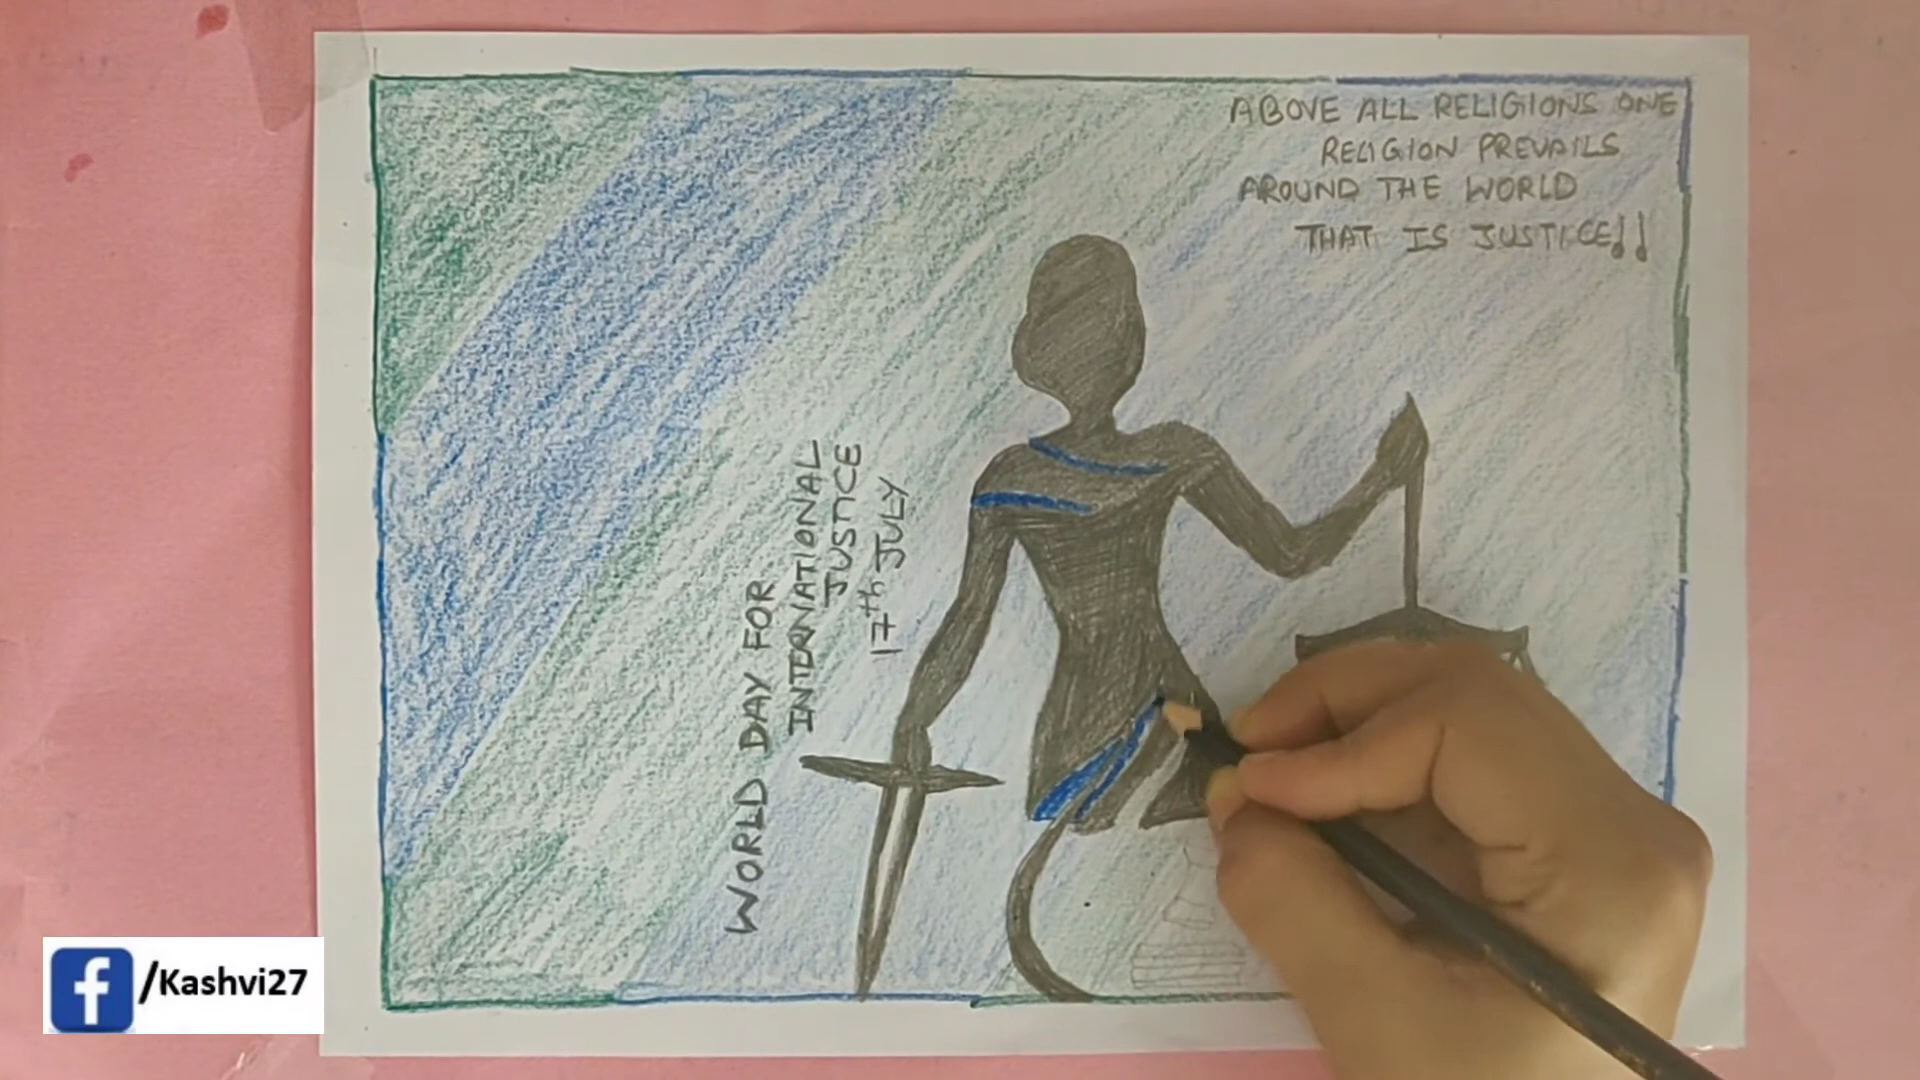 ABOVE ALL RELIGIONS ONE
RELIGION PREVAILS
AROUND THE WORLD
THAT IS JUSTICE!!
WORLD DAY FOR
INTERNATIONAL
JUSTICE
17th JULY
f/Kashvi27